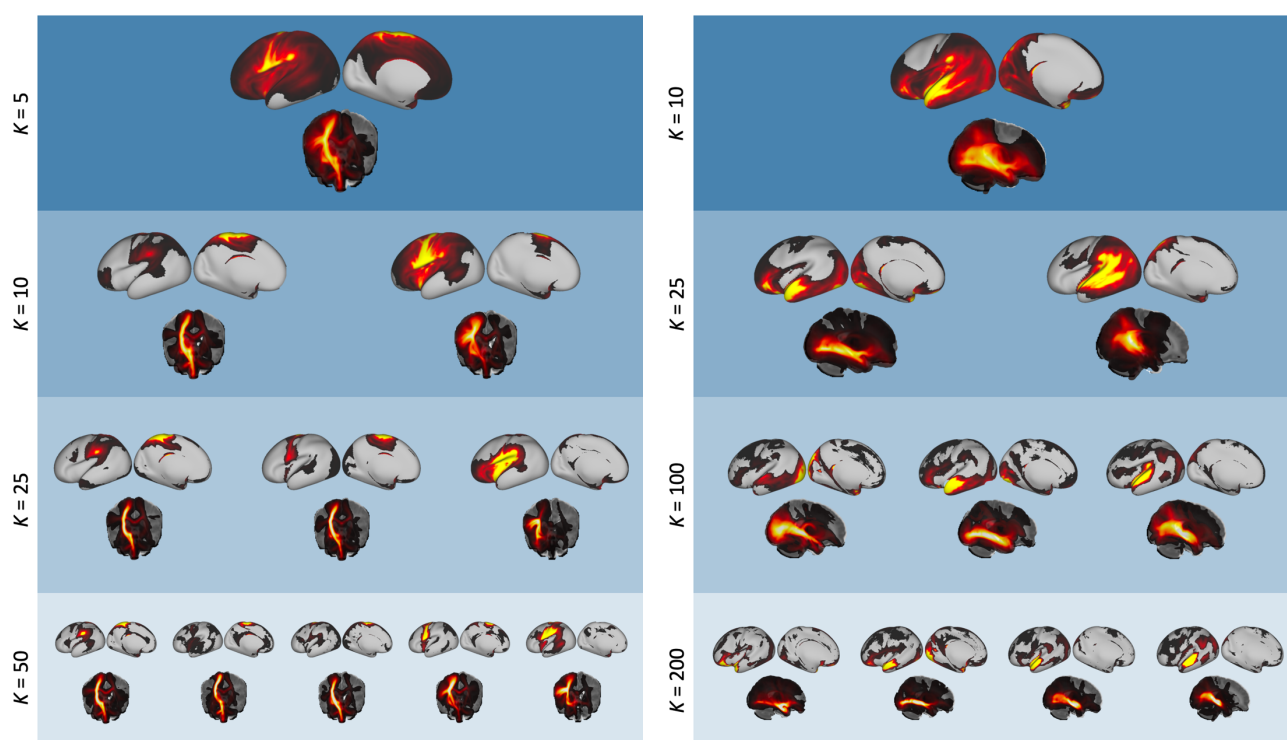 K = 5
K = 10
K = 25
K = 50
K = 10
K = 25
K = 100
K = 200